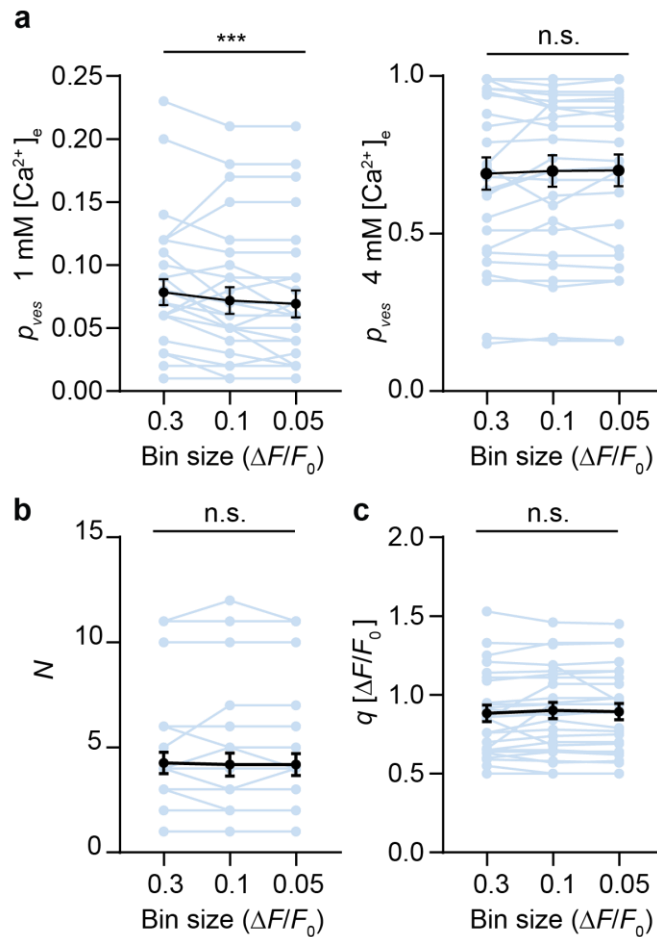 a
***
p_ves 1 mM [Ca²⁺]_e
0.25
0.20
0.15
0.10
0.05
0.00
0.3 0.1 0.05
Bin size (ΔF/F₀)
n.s.
p_ves 4 mM [Ca²⁺]_e
1.0
0.5
0.0
0.3 0.1 0.05
Bin size (ΔF/F₀)
b
n.s.
N
15
10
5
0
0.3 0.1 0.05
Bin size (ΔF/F₀)
c
n.s.
q [ΔF/F₀]
2.0
1.5
1.0
0.5
0.0
0.3 0.1 0.05
Bin size (ΔF/F₀)